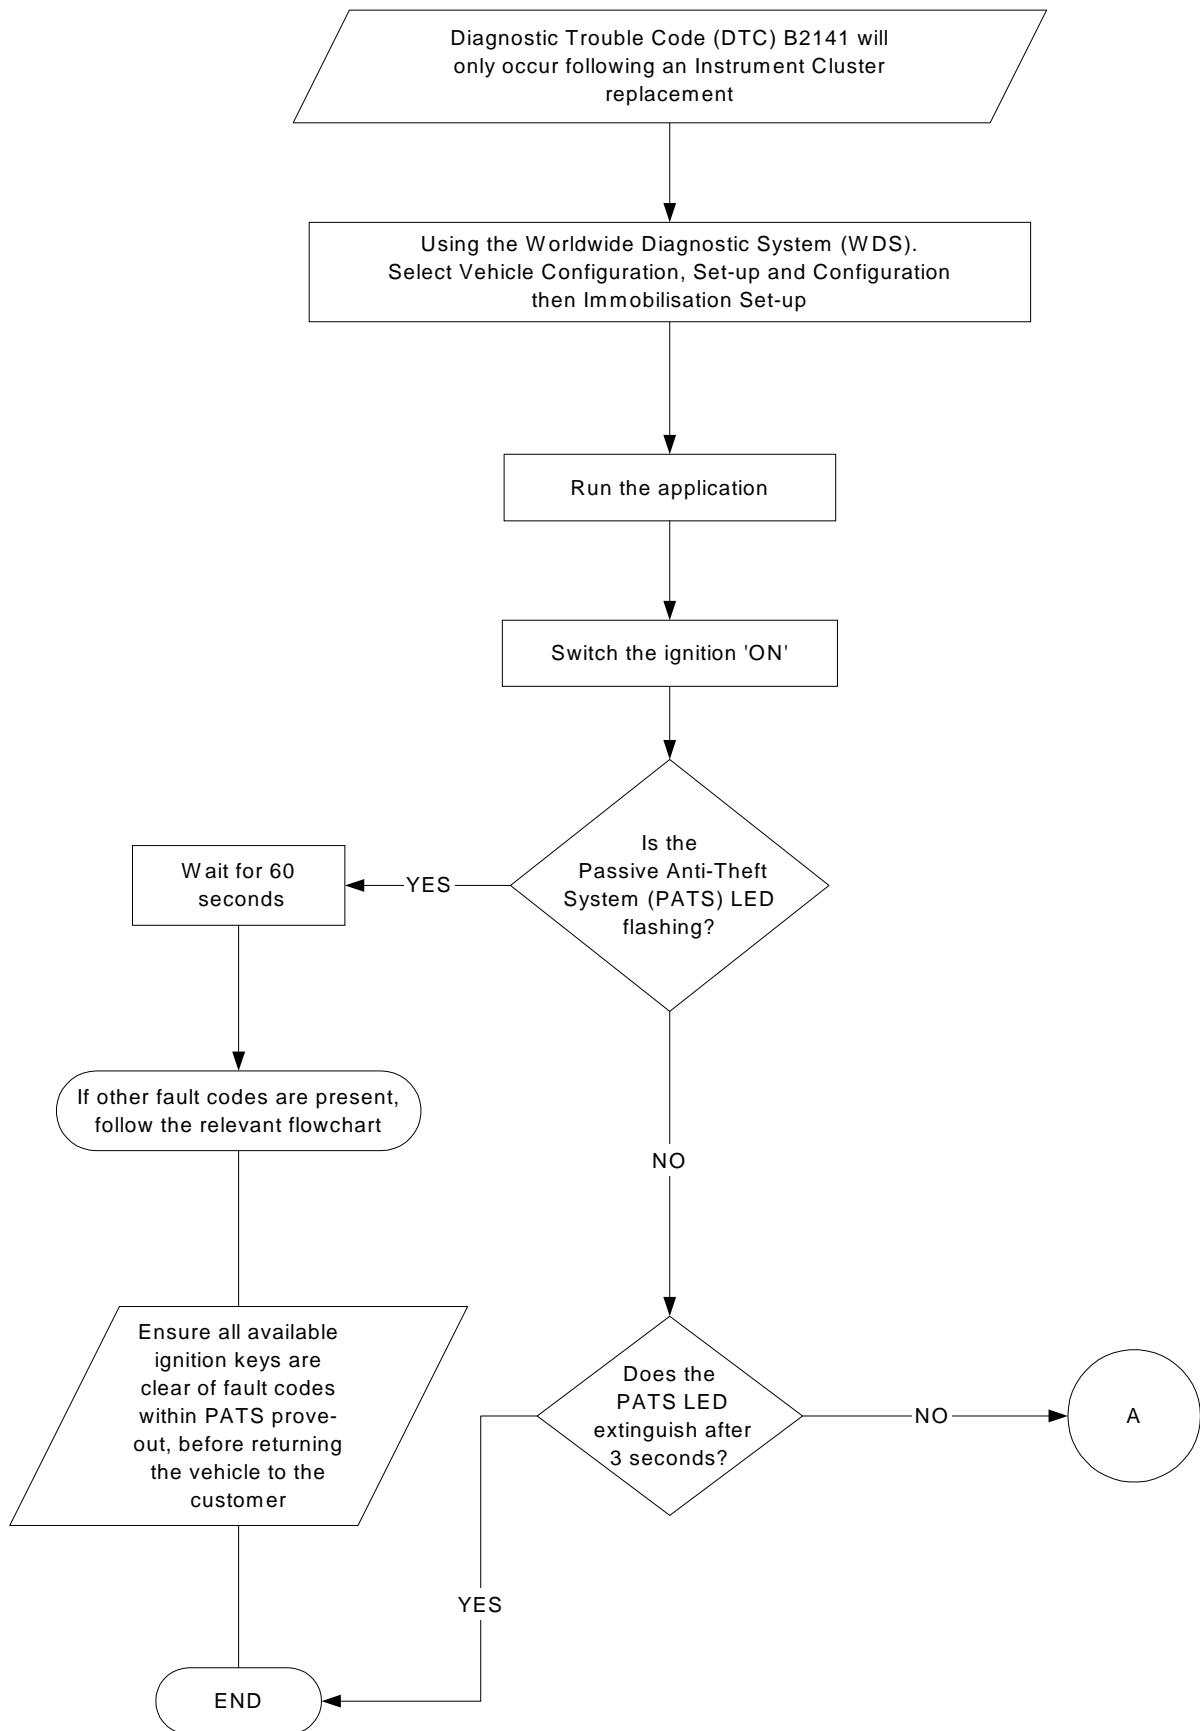 Diagnostic Trouble Code (DTC) B2141 will
only occur following an Instrument Cluster
replacement
Using the Worldwide Diagnostic System (WDS).
Select Vehicle Configuration, Set-up and Configuration
then Immobilisation Set-up
Run the application
Switch the ignition 'ON'
Is the
Passive Anti-Theft
System (PATS) LED
flashing?
YES
Wait for 60
seconds
If other fault codes are present,
follow the relevant flowchart
NO
Ensure all available
ignition keys are
clear of fault codes
within PATS prove-
out, before returning
the vehicle to the
customer
Does the
PATS LED
extinguish after
3 seconds?
NO
A
YES
END